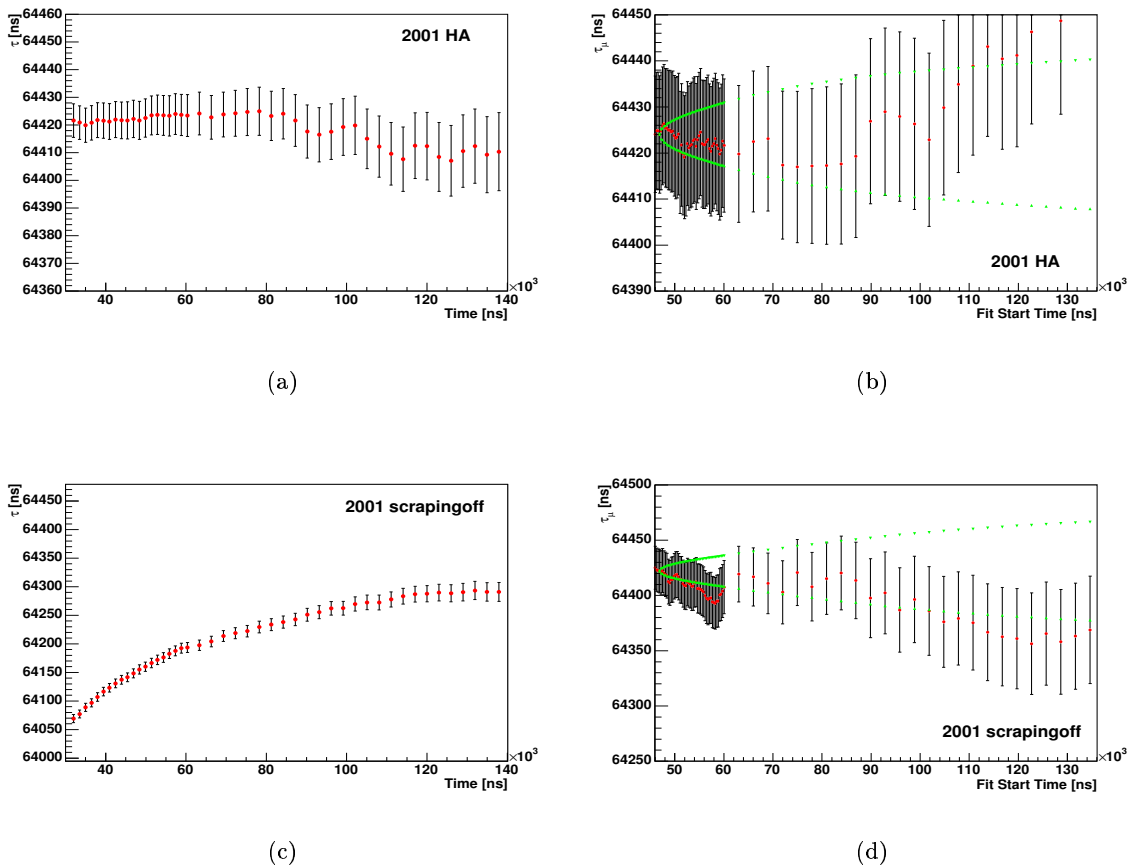 64460
64450
64440
64430
64420
64410
64400
64390
64380
64370
64360
τ [ns]
2001 HA
40 60 80 100 120 140
×10³
Time [ns]
(a)
64450
64440
64430
64420
64410
64400
64390
τμ [ns]
2001 HA
50 60 70 80 90 100 110 120 130
×10³
Fit Start Time [ns]
(b)
64450
64400
64350
64300
64250
64200
64150
64100
64050
64000
τ [ns]
2001 scrapingoff
40 60 80 100 120 140
×10³
Time [ns]
(c)
64500
64450
64400
64350
64300
64250
τμ [ns]
2001 scrapingoff
50 60 70 80 90 100 110 120 130
×10³
Fit Start Time [ns]
(d)